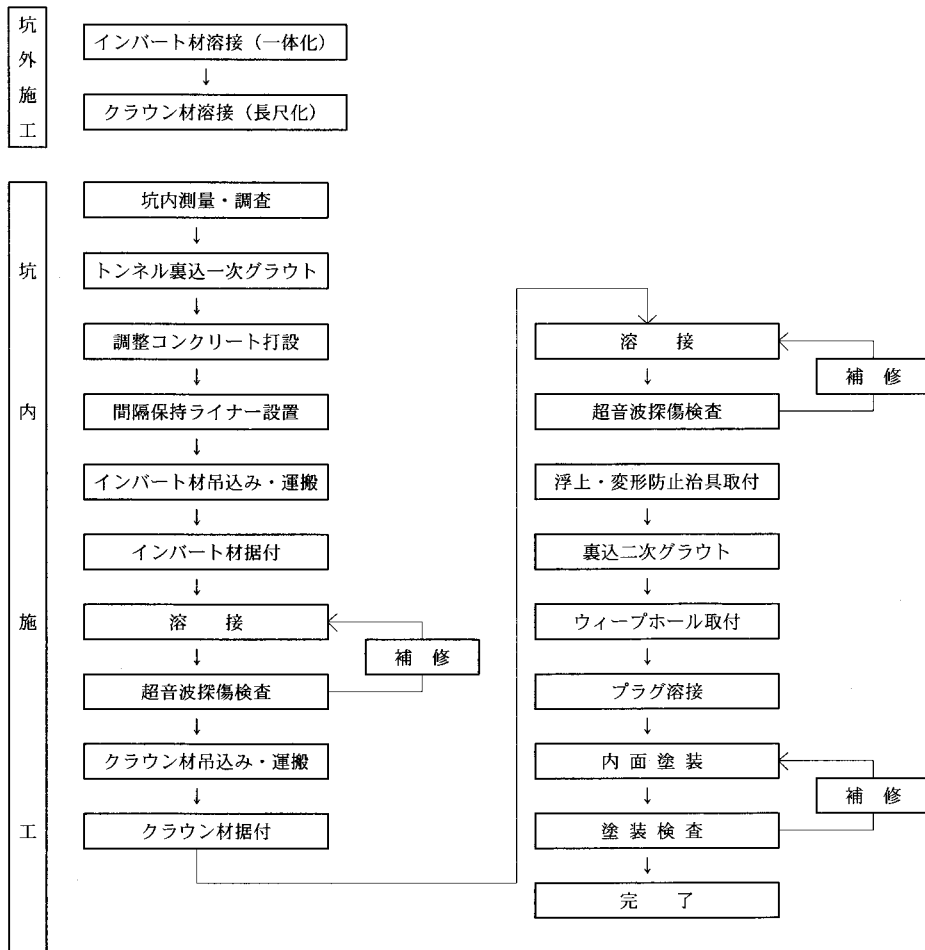 坑外施工
インバート材溶接（一体化）
↓
クラウン材溶接（長尺化）
坑内施工
坑内測量・調査
↓
トンネル裏込一次グラウト
↓
調整コンクリート打設
↓
間隔保持ライナー設置
↓
インバート材吊込み・運搬
↓
インバート材据付
↓
溶　接
補　修
↓
超音波探傷検査
↓
クラウン材吊込み・運搬
↓
クラウン材据付
溶　接
補　修
↓
超音波探傷検査
浮上・変形防止治具取付
↓
裏込二次グラウト
↓
ウィープホール取付
↓
プラグ溶接
↓
内 面 塗 装
補　修
↓
塗 装 検 査
↓
完　了